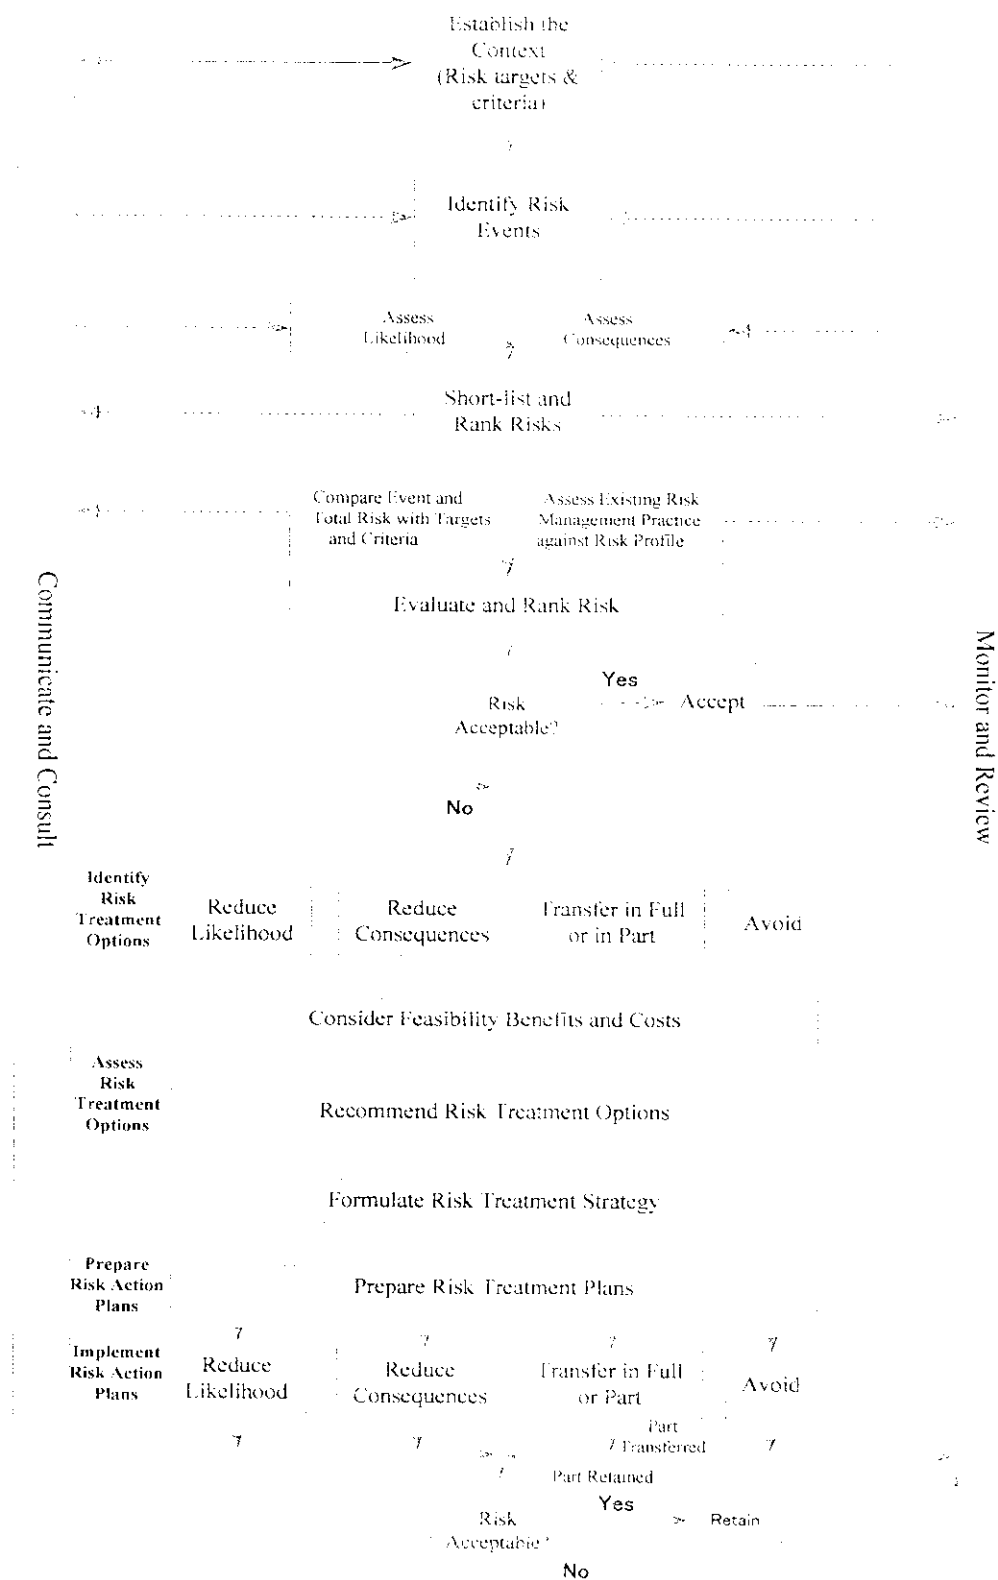 Establish the
Context
(Risk targets &
criteria)
Identify Risk
Events
Assess
Likelihood
Assess
Consequences
Short-list and
Rank Risks
Compare Event and
Total Risk with Targets
and Criteria
Assess Existing Risk
Management Practice
against Risk Profile
Evaluate and Rank Risk
Communicate and Consult
Monitor and Review
Risk
Acceptable?
Yes
Accept
No
Identify
Risk
Treatment
Options
Reduce
Likelihood
Reduce
Consequences
Transfer in Full
or in Part
Avoid
Consider Feasibility Benefits and Costs
Assess
Risk
Treatment
Options
Recommend Risk Treatment Options
Formulate Risk Treatment Strategy
Prepare
Risk Action
Plans
Prepare Risk Treatment Plans
Implement
Risk Action
Plans
Reduce
Likelihood
Reduce
Consequences
Transfer in Full
or Part
Avoid
Part
Transferred
Part Retained
Risk
Acceptable?
Yes
Retain
No